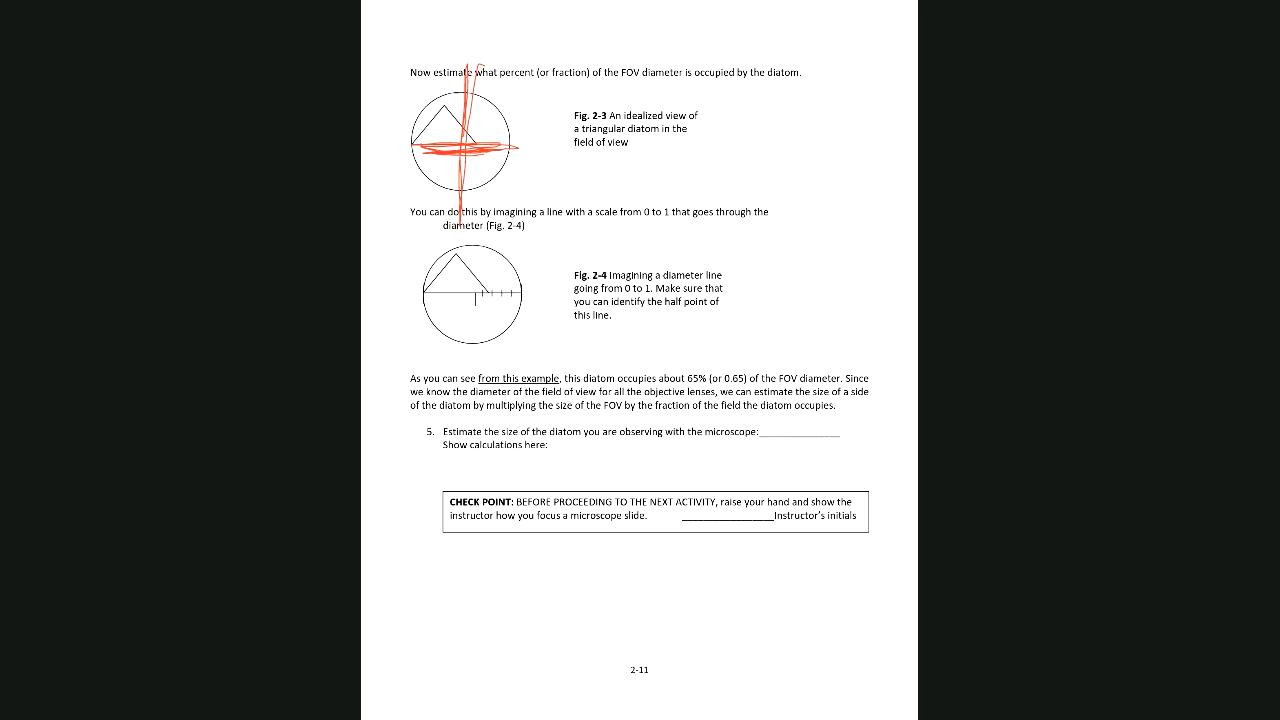 Now estimate what percent (or fraction) of the FOV diameter is occupied by the diatom.
Fig. 2-3 An idealized view of
a triangular diatom in the
field of view
You can do this by imagining a line with a scale from 0 to 1 that goes through the
diameter (Fig. 2-4)
Fig. 2-4 Imagining a diameter line
going from 0 to 1. Make sure that
you can identify the half point of
this line.
As you can see from this example, this diatom occupies about 65% (or 0.65) of the FOV diameter. Since
we know the diameter of the field of view for all the objective lenses, we can estimate the size of a side
of the diatom by multiplying the size of the FOV by the fraction of the field the diatom occupies.
5. Estimate the size of the diatom you are observing with the microscope:_______________
Show calculations here:
CHECK POINT: BEFORE PROCEEDING TO THE NEXT ACTIVITY, raise your hand and show the
instructor how you focus a microscope slide. _________________Instructor's initials
2-11